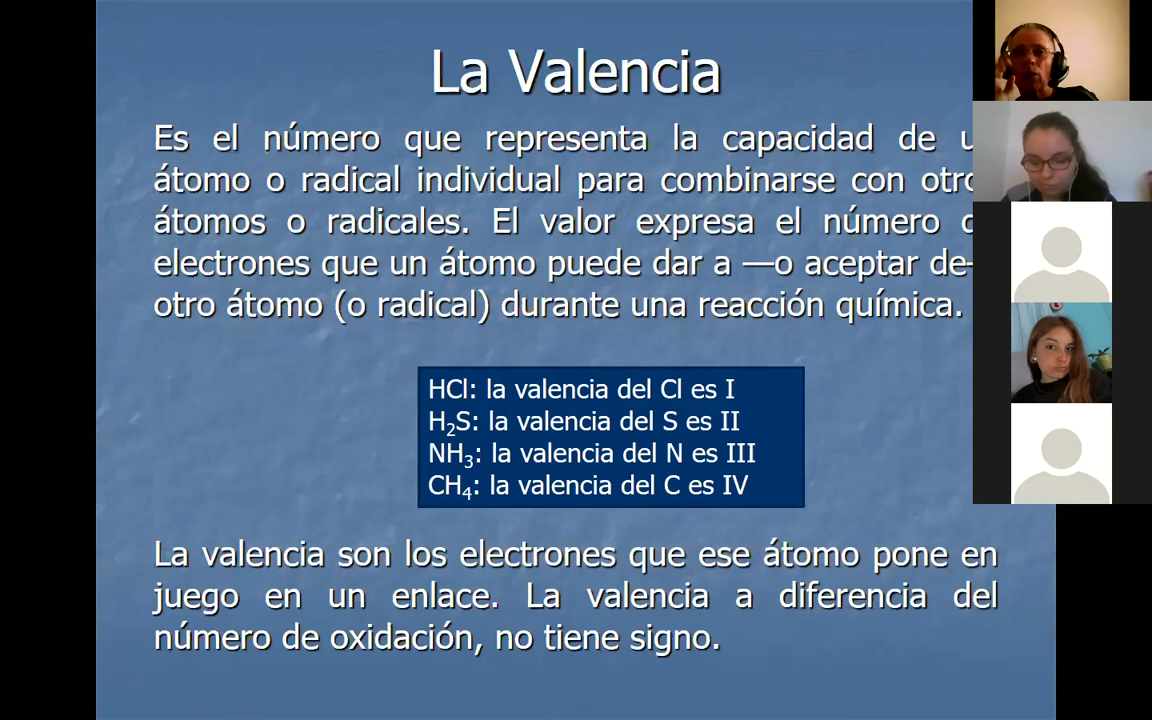 La Valencia
Es el número que representa la capacidad de u
átomo o radical individual para combinarse con otro
átomos o radicales. El valor expresa el número d
electrones que un átomo puede dar a —o aceptar de-
otro átomo (o radical) durante una reacción química.
HCl: la valencia del Cl es I
H₂S: la valencia del S es II
NH₃: la valencia del N es III
CH₄: la valencia del C es IV
La valencia son los electrones que ese átomo pone en
juego en un enlace. La valencia a diferencia del
número de oxidación, no tiene signo.